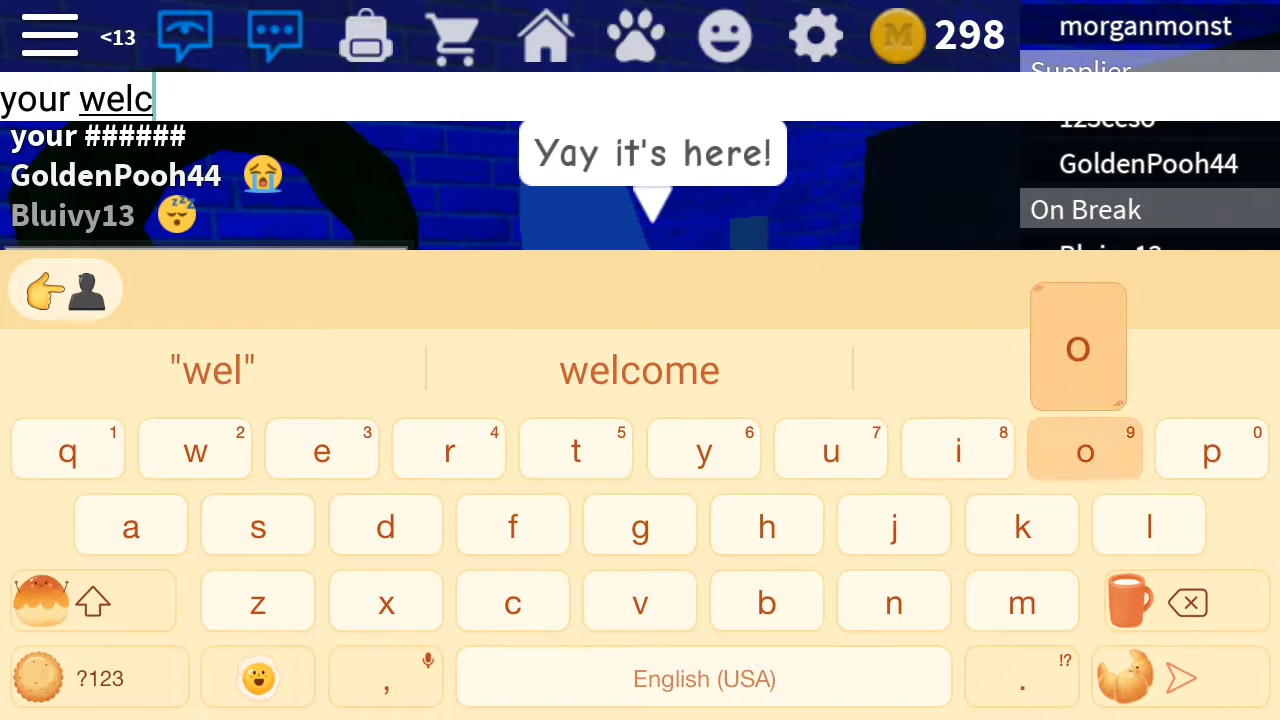 <13
298
morganmonst
Supplier
your welc
your ######
Yay it's here!
GoldenPooh44
GoldenPooh44
Bluivy13
On Break
"wel" welcome
o
q 1 w 2 e 3 r 4 t 5 y 6 u 7 i 8 o 9 p 0
a s d f g h j k l
z x c v b n m
?123 , English (USA) . !?